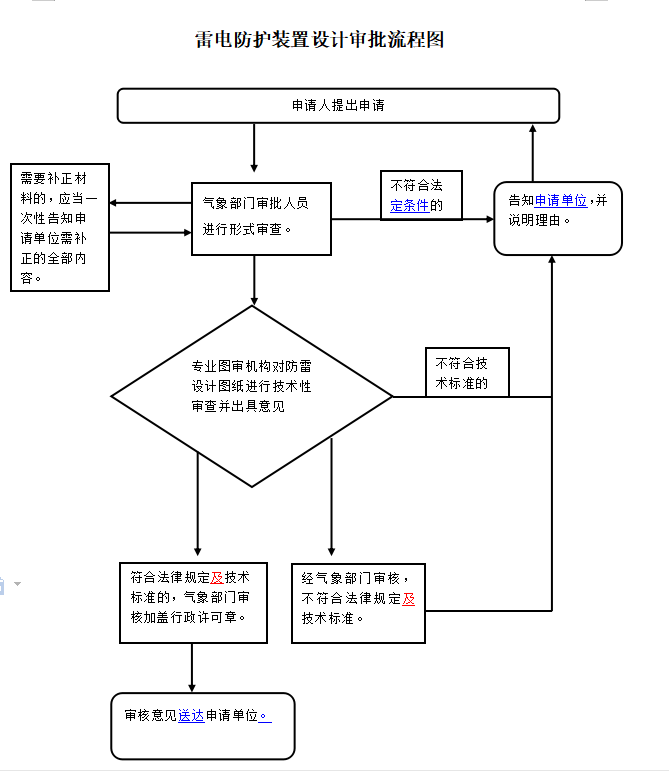 雷电防护装置设计审批流程图
申请人提出申请
需要补正材
料的，应当一
次性告知申
请单位需补
正的全部内
容。
气象部门审批人员
进行形式审查。
不符合法
定条件的
告知申请单位，并
说明理由。
专业图审机构对防雷
设计图纸进行技术性
审查并出具意见
不符合技
术标准的
符合法律规定及技术
标准的，气象部门审
核加盖行政许可章。
经气象部门审核，
不符合法律规定及
技术标准。
审核意见送达申请单位。